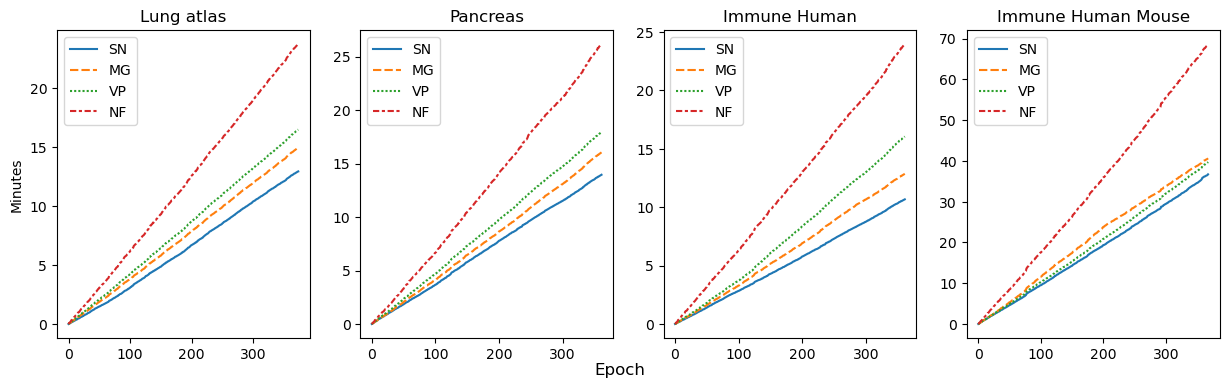 Lung atlas
Minutes
20
15
10
5
0
0 100 200 300
SN
MG
VP
NF
Pancreas
25
20
15
10
5
0
0 100 200 300
SN
MG
VP
NF
Immune Human
25
20
15
10
5
0
0 100 200 300
SN
MG
VP
NF
Immune Human Mouse
70
60
50
40
30
20
10
0
0 100 200 300
SN
MG
VP
NF
Epoch